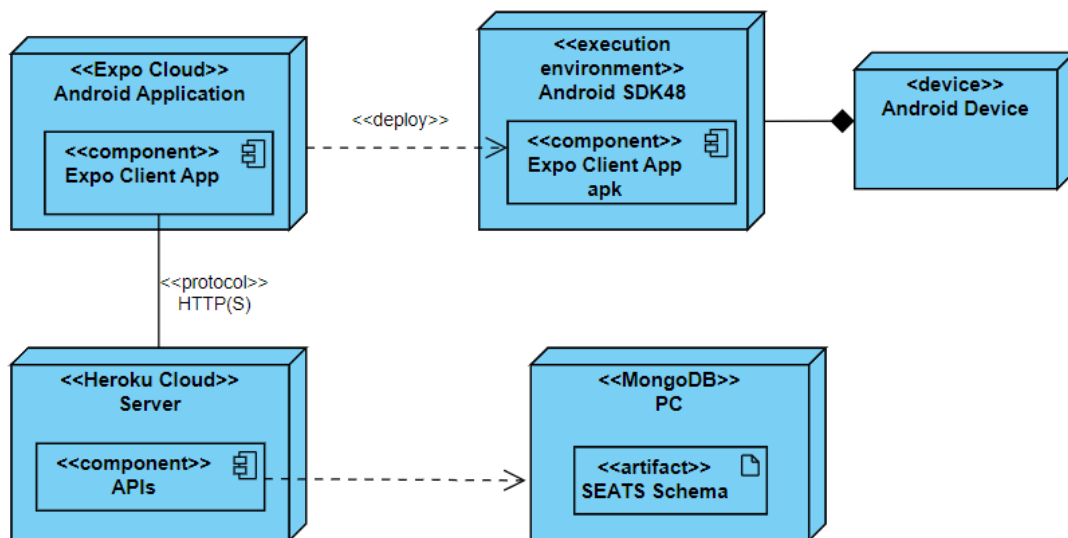 <<Expo Cloud>>
Android Application
<<component>>
Expo Client App
<<deploy>>
<<execution
environment>>
Android SDK48
<<component>>
Expo Client App
apk
<device>>
Android Device
<<protocol>>
HTTP(S)
<<Heroku Cloud>>
Server
<<component>>
APIs
<<MongoDB>>
PC
<<artifact>>
SEATS Schema